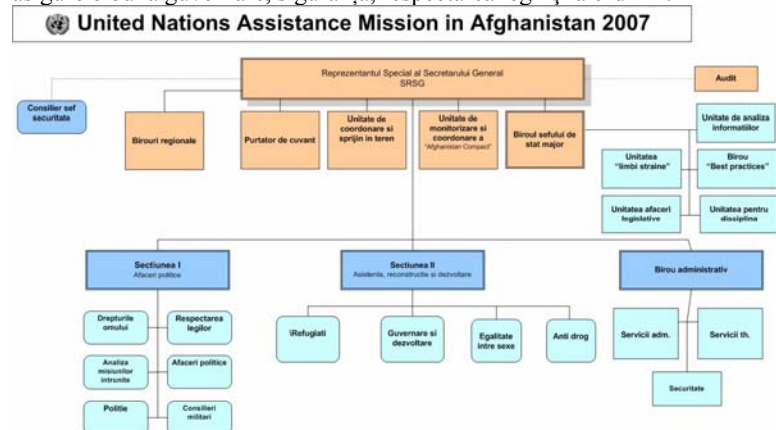 United Nations Assistance Mission in Afghanistan 2007
Reprezentantul Special al Secretarului General
SRSG
Audit
Consilier sef
securitate
Birouri regionale
Purtator de cuvant
Unitate de
coordonare si
sprijin in teren
Unitate de
monitorizare si
coordonare a
"Afghanistan Compact"
Biroul sefului de
stat major
Unitate de analiza
informatiilor
Unitatea
"limbi straine"
Birou
"Best practices"
Unitatea afaceri
legislative
Unitatea pentru
disciplina
Sectiunea I
Afaceri politice
Sectiunea II
Asistenta, reconstructie si dezvoltare
Birou administrativ
Drepturile
omului
Respectarea
legilor
Analiza
misiunilor
intrunite
Afaceri politice
Politie
Consilieri
militari
\Refugiati
Guvernare si
dezvoltare
Egalitate
intre sexe
Anti drog
Servicii adm.
Servicii th.
Securitate